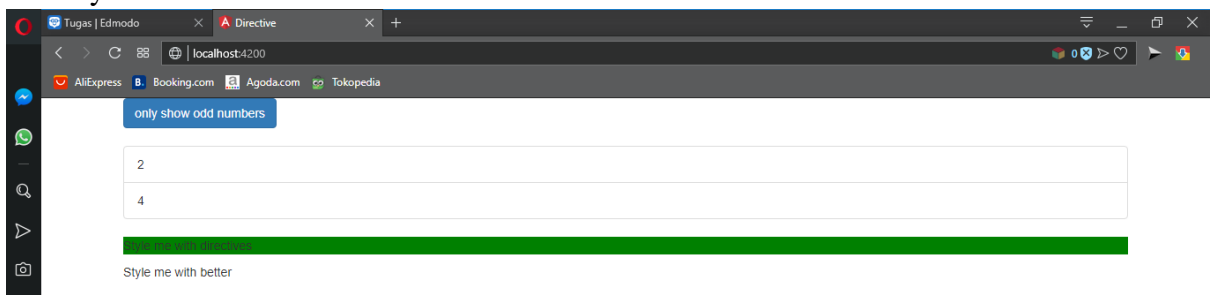 Tugas | Edmodo Directive
localhost:4200 0
AliExpress B. Booking.com a Agoda.com Tokopedia
only show odd numbers
2
4
Style me with directives
Style me with better